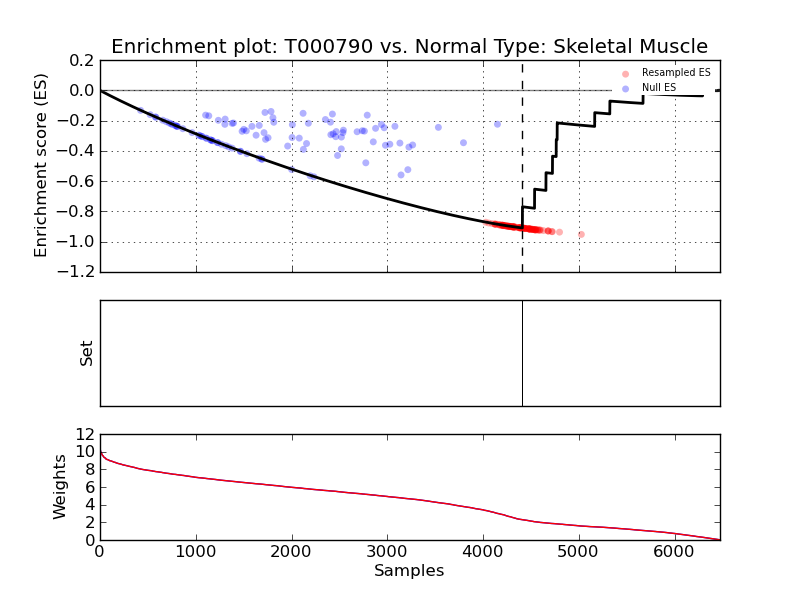 Enrichment plot: T000790 vs. Normal Type: Skeletal Muscle
Enrichment score (ES)
0.2
0.0
−0.2
−0.4
−0.6
−0.8
−1.0
−1.2
Resampled ES
Null ES
Set
Weights
12
10
8
6
4
2
0
0 1000 2000 3000 4000 5000 6000
Samples